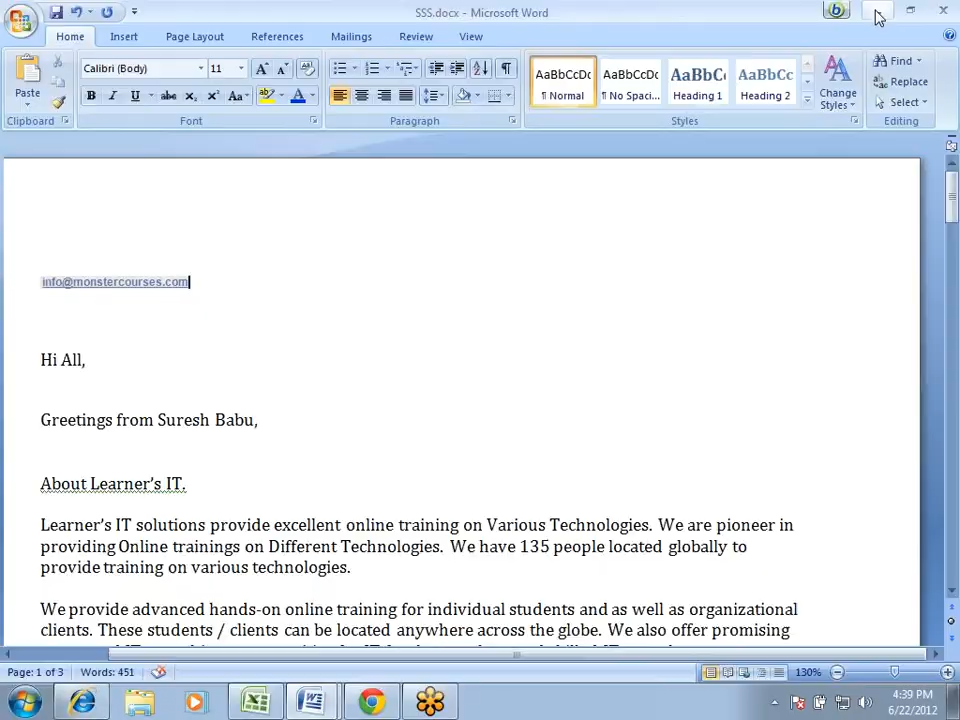 SSS.docx - Microsoft Word
Home Insert Page Layout References Mailings Review View
Paste
Calibri (Body) 11
AaBbCcDc AaBbCcDc AaBbC AaBbCc
¶ Normal ¶ No Spaci... Heading 1 Heading 2
Change Styles
Find
Replace
Select
Clipboard Font Paragraph Styles Editing
info@monstercourses.com
Hi All,
Greetings from Suresh Babu,
About Learner's IT.
Learner's IT solutions provide excellent online training on Various Technologies. We are pioneer in
providing Online trainings on Different Technologies. We have 135 people located globally to
provide training on various technologies.
We provide advanced hands-on online training for individual students and as well as organizational
clients. These students / clients can be located anywhere across the globe. We also offer promising
Page: 1 of 3 Words: 451 130%
4:39 PM
6/22/2012